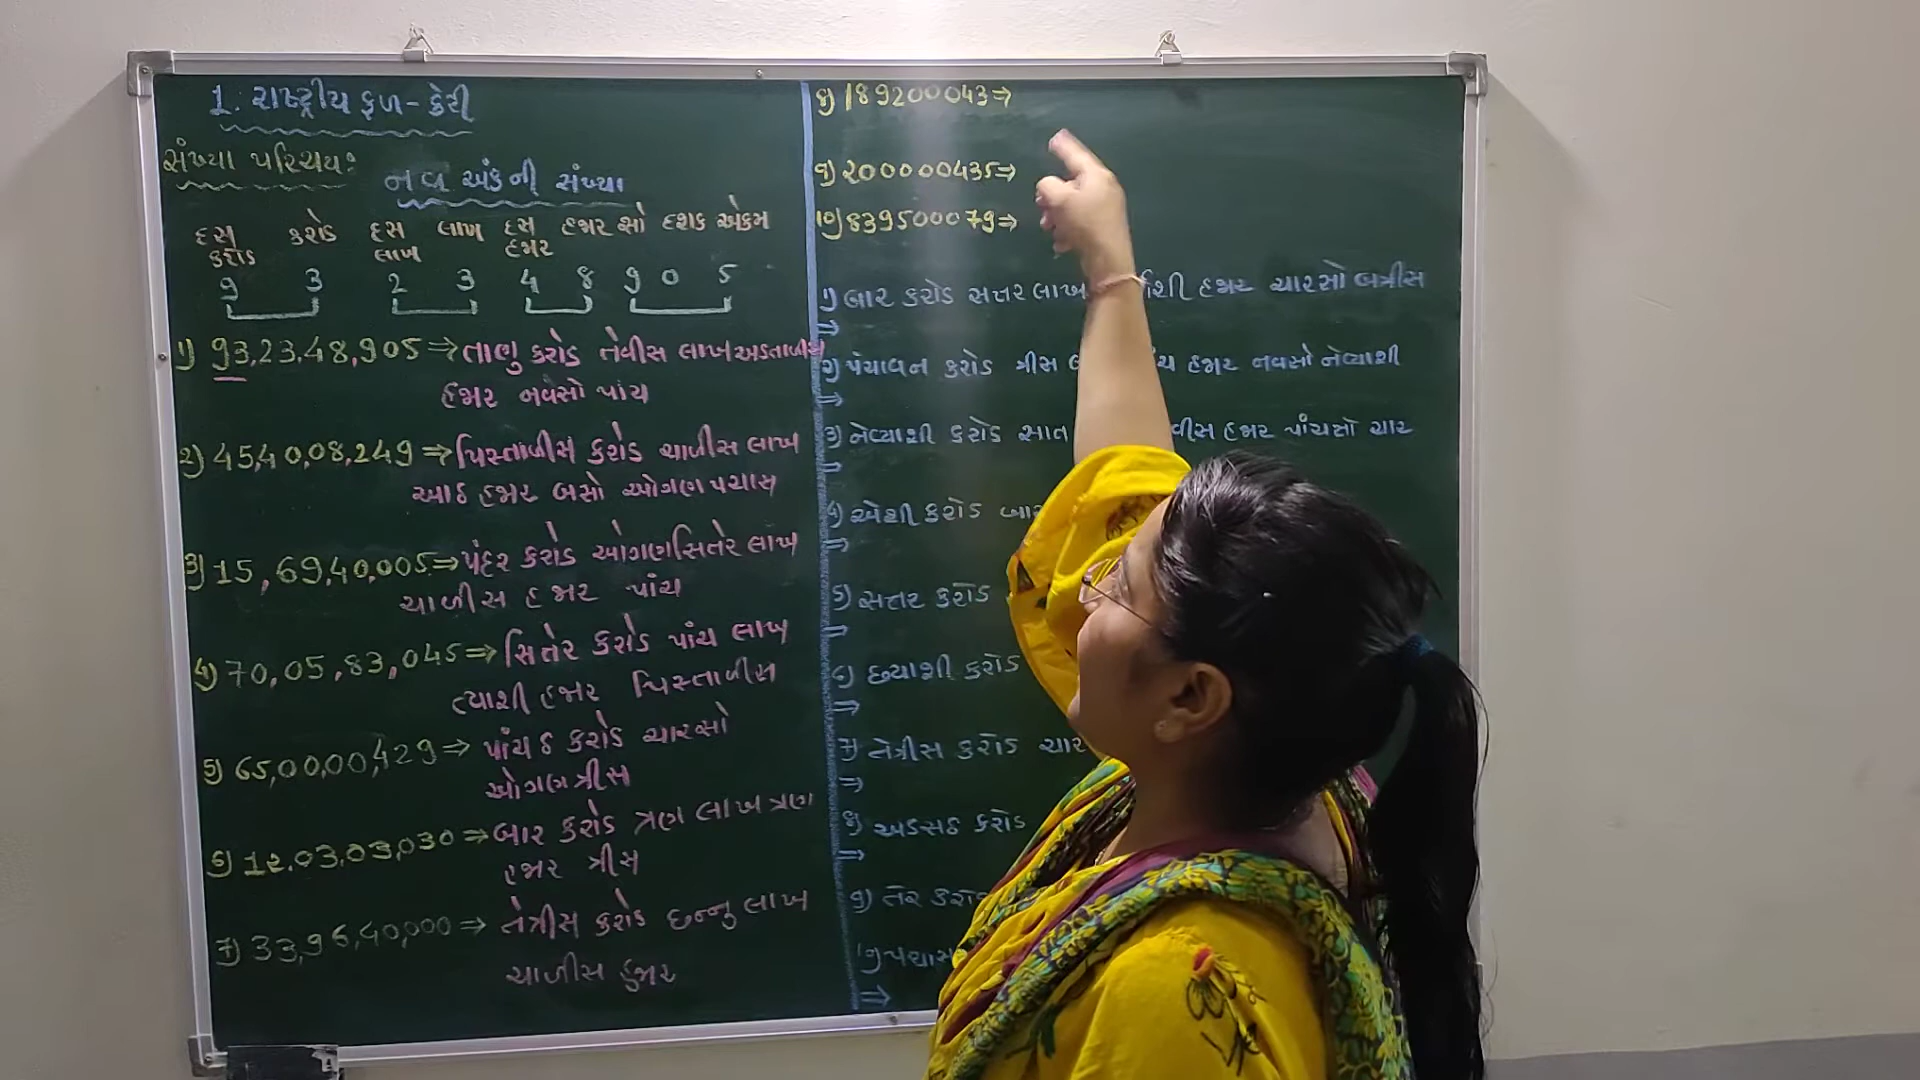 1. રાષ્ટ્રીય ફળ-કેરી
સંખ્યા પરિચય:
નવ અંકની સંખ્યા
દસ કરોડ કરોડ દસ લાખ લાખ દસ હજાર હજાર સો દશક એકમ
9 3 2 3 4 8 9 0 5
1) 93,23,48,905 ⇒ તાણુ કરોડ તેવીસ લાખ અડતાળીસ
હજાર નવસો પાંચ
2) 45,40,08,249 ⇒ પિસ્તાળીસ કરોડ ચાળીસ લાખ
આઠ હજાર બસો ઓગણપચાસ
3) 15,69,40,005 ⇒ પંદર કરોડ ઓગણસિતેર લાખ
ચાળીસ હજાર પાંચ
4) 70,05,83,045 ⇒ સિતેર કરોડ પાંચ લાખ
ત્યાશી હજાર પિસ્તાળીસ
5) 65,00,00,429 ⇒ પાંચઠ કરોડ ચારસો
ઓગણત્રીસ
6) 12,03,03,030 ⇒ બાર કરોડ ત્રણ લાખ ત્રણ
હજાર ત્રીસ
7) 33,96,40,000 ⇒ તેત્રીસ કરોડ છન્નુ લાખ
ચાળીસ હજાર
8) 189200043 ⇒
9) 200000435 ⇒
10) 839500079 ⇒
1) બાર કરોડ સત્તર લાખ હજાર ચારસો બત્રીસ
⇒
2) પંચાવન કરોડ ત્રીસ હજાર નવસો નેવ્યાશી
⇒
3) નેવ્યાશી કરોડ સાત હજાર પાંચસો ચાર
⇒
4) એશી કરોડ
⇒
5) સત્તર કરોડ
⇒
6) છયાશી કરોડ
⇒
7) તેત્રીસ કરોડ ચાર
⇒
8) અડસઠ કરોડ
⇒
9) તેર
10) પચાસ
⇒